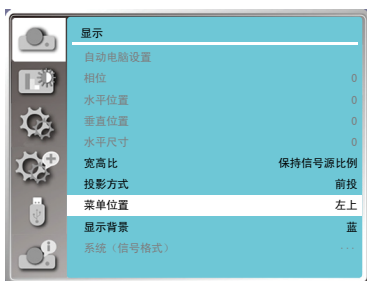 显示
自动电脑设置
相位 0
水平位置 0
垂直位置 0
水平尺寸 0
宽高比 保持信号源比例
投影方式 前投
菜单位置 左上
显示背景 蓝
系统（信号格式） ---